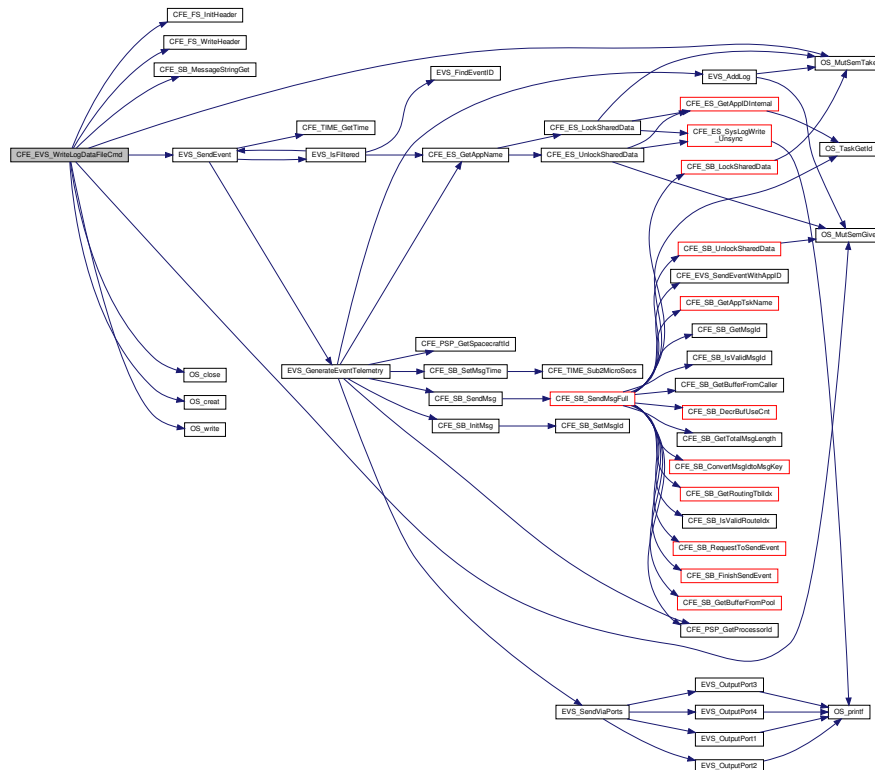 CFE_FS_InitHeader
CFE_FS_WriteHeader
CFE_SB_MessageStringGet
OS_MutSemTake
EVS_FindEventID
EVS_AddLog
CFE_ES_GetAppIDInternal
CFE_TIME_GetTime
CFE_ES_LockSharedData
CFE_ES_SysLogWrite
_Unsync
OS_TaskGetId
CFE_EVS_WriteLogDataFileCmd
EVS_SendEvent
EVS_IsFiltered
CFE_ES_GetAppName
CFE_ES_UnlockSharedData
CFE_SB_LockSharedData
OS_MutSemGive
CFE_SB_UnlockSharedData
CFE_EVS_SendEventWithAppID
CFE_SB_GetAppTskName
CFE_SB_GetMsgId
CFE_PSP_GetSpacecraftId
CFE_SB_IsValidMsgId
OS_close
EVS_GenerateEventTelemetry
CFE_SB_SetMsgTime
CFE_TIME_Sub2MicroSecs
CFE_SB_GetBufferFromCaller
OS_creat
CFE_SB_SendMsg
CFE_SB_SendMsgFull
CFE_SB_DecrBufUseCnt
OS_write
CFE_SB_InitMsg
CFE_SB_SetMsgId
CFE_SB_GetTotalMsgLength
CFE_SB_ConvertMsgIdtoMsgKey
CFE_SB_GetRoutingTblIdx
CFE_SB_IsValidRouteIdx
CFE_SB_RequestToSendEvent
CFE_SB_FinishSendEvent
CFE_SB_GetBufferFromPool
CFE_PSP_GetProcessorId
EVS_OutputPort3
EVS_SendViaPorts
EVS_OutputPort4
OS_printf
EVS_OutputPort1
EVS_OutputPort2